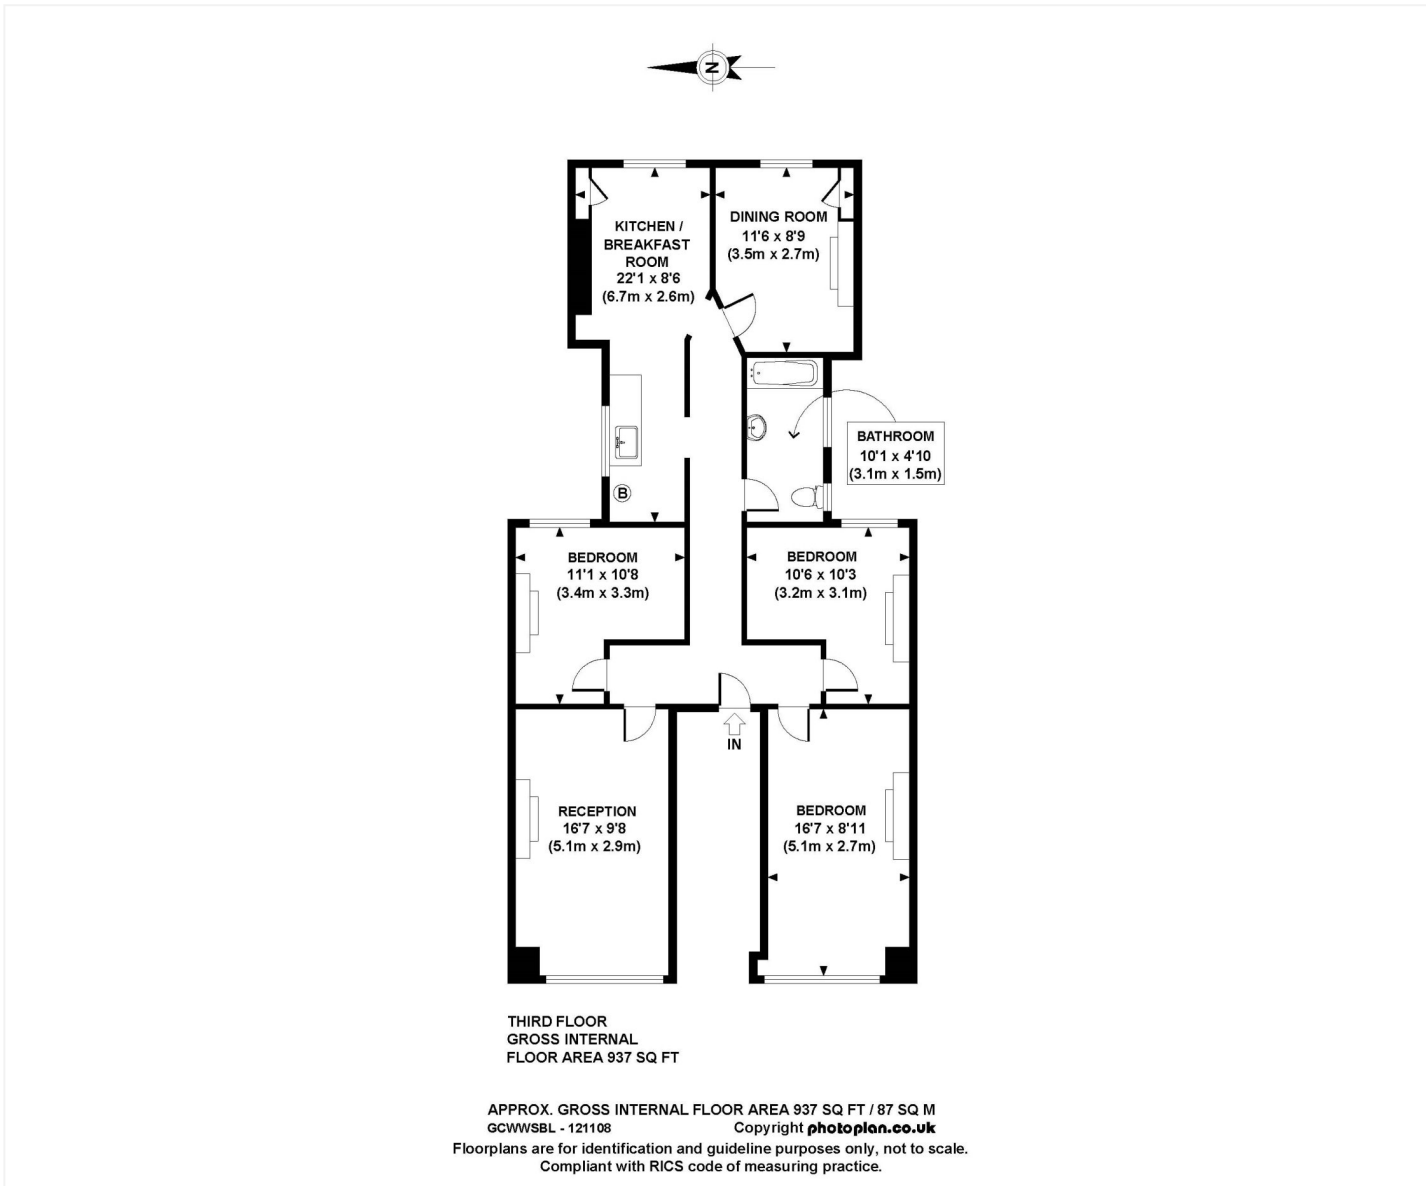 N
KITCHEN /
BREAKFAST
ROOM
22'1 x 8'6
(6.7m x 2.6m)
DINING ROOM
11'6 x 8'9
(3.5m x 2.7m)
BATHROOM
10'1 x 4'10
(3.1m x 1.5m)
B
BEDROOM
11'1 x 10'8
(3.4m x 3.3m)
BEDROOM
10'6 x 10'3
(3.2m x 3.1m)
IN
RECEPTION
16'7 x 9'8
(5.1m x 2.9m)
BEDROOM
16'7 x 8'11
(5.1m x 2.7m)
THIRD FLOOR
GROSS INTERNAL
FLOOR AREA 937 SQ FT
APPROX. GROSS INTERNAL FLOOR AREA 937 SQ FT / 87 SQ M
GCWWSBL - 121108 Copyright photoplan.co.uk
Floorplans are for identification and guideline purposes only, not to scale.
Compliant with RICS code of measuring practice.